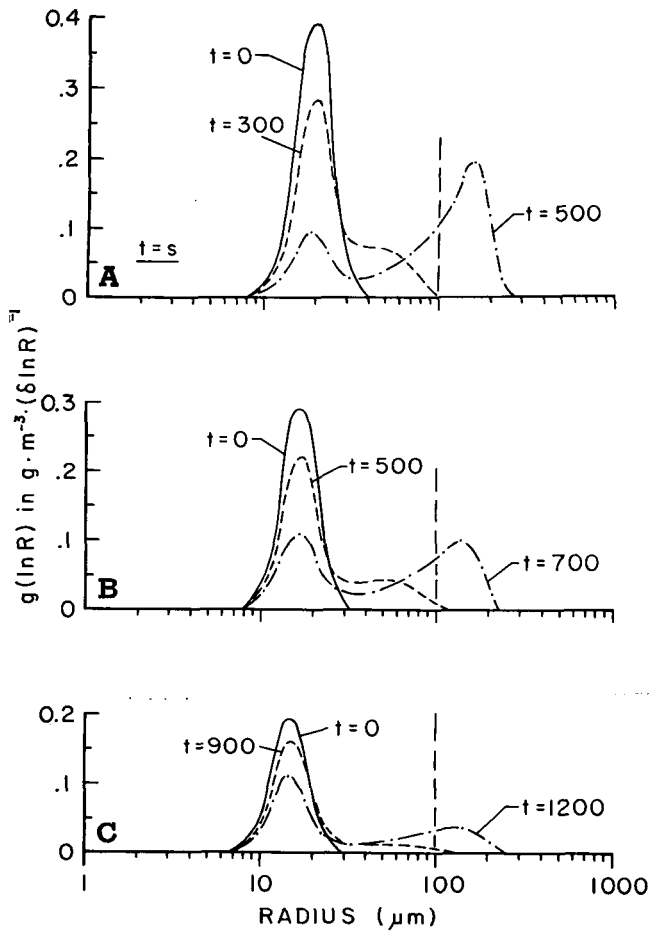 0.4
.3
.2
.1
0
t=0
t=300
t=500
t=s
A
g(lnR) in g·m⁻³·(δlnR)⁻¹
0.3
.2
.1
0
t=0
t=500
t=700
B
0.2
0.1
0
t=900
t=0
t=1200
C
1
10
100
1000
RADIUS (μm)